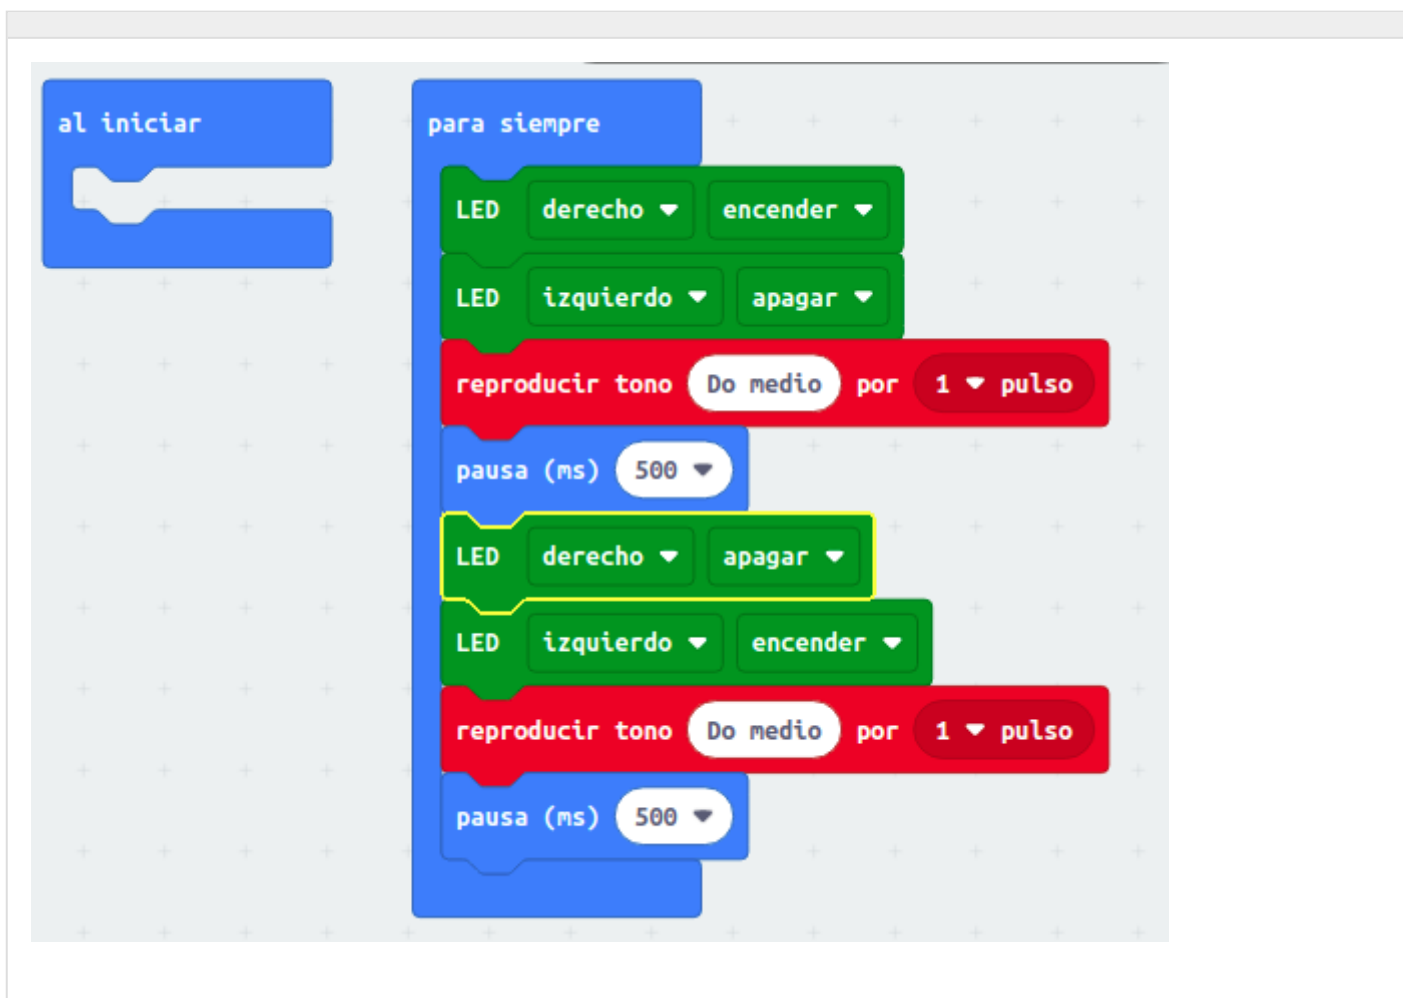 al iniciar
para siempre
LED derecho encender
LED izquierdo apagar
reproducir tono Do medio por 1 pulso
pausa (ms) 500
LED derecho apagar
LED izquierdo encender
reproducir tono Do medio por 1 pulso
pausa (ms) 500